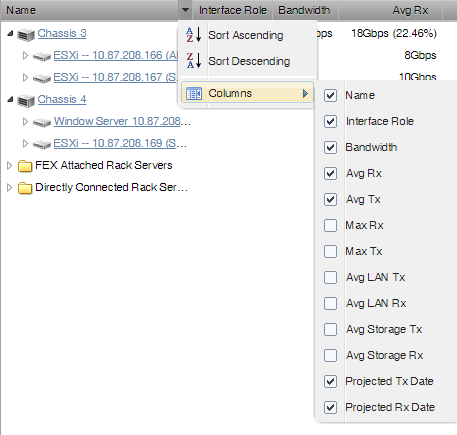 Name Interface Role Bandwidth Avg Rx
Chassis 3 bps 18Gbps (22.46%)
ESXi -- 10.87.208.166 (A... 8Gbps
ESXi -- 10.87.208.167 (S... 10Gbps
Chassis 4
Window Server 10.87.208...
ESXi -- 10.87.208.169 (S...
FEX Attached Rack Servers
Directly Connected Rack Ser...
Sort Ascending
Sort Descending
Columns
Name
Interface Role
Bandwidth
Avg Rx
Avg Tx
Max Rx
Max Tx
Avg LAN Tx
Avg LAN Rx
Avg Storage Tx
Avg Storage Rx
Projected Tx Date
Projected Rx Date